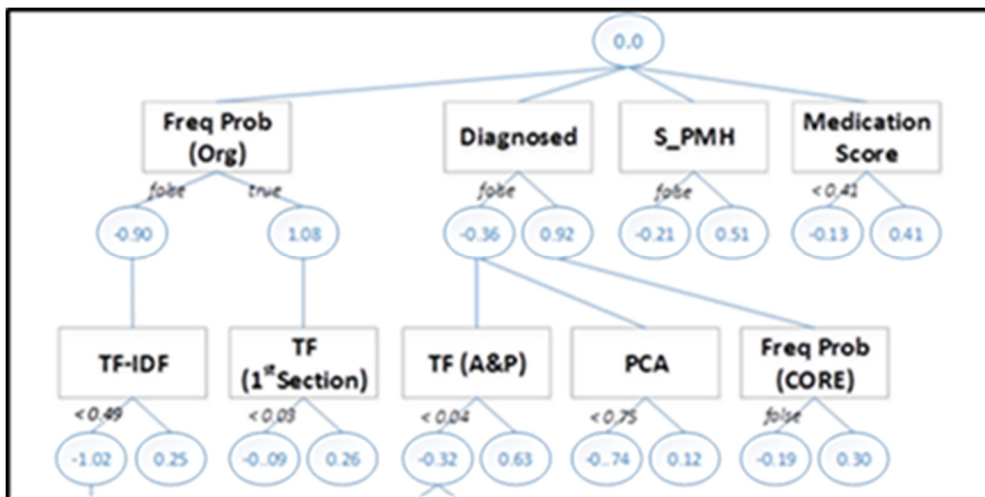 0.0
Freq Prob
(Org)
Diagnosed
S_PMH
Medication
Score
false
true
false
false
< 0.41
-0.90
1.08
-0.36
0.92
-0.21
0.51
-0.13
0.41
TF-IDF
TF
(1st Section)
TF (A&P)
PCA
Freq Prob
(CORE)
< 0.49
< 0.03
< 0.04
< 0.75
false
-1.02
0.25
-0..09
0.26
-0.32
0.63
-0..74
0.12
-0.19
0.30